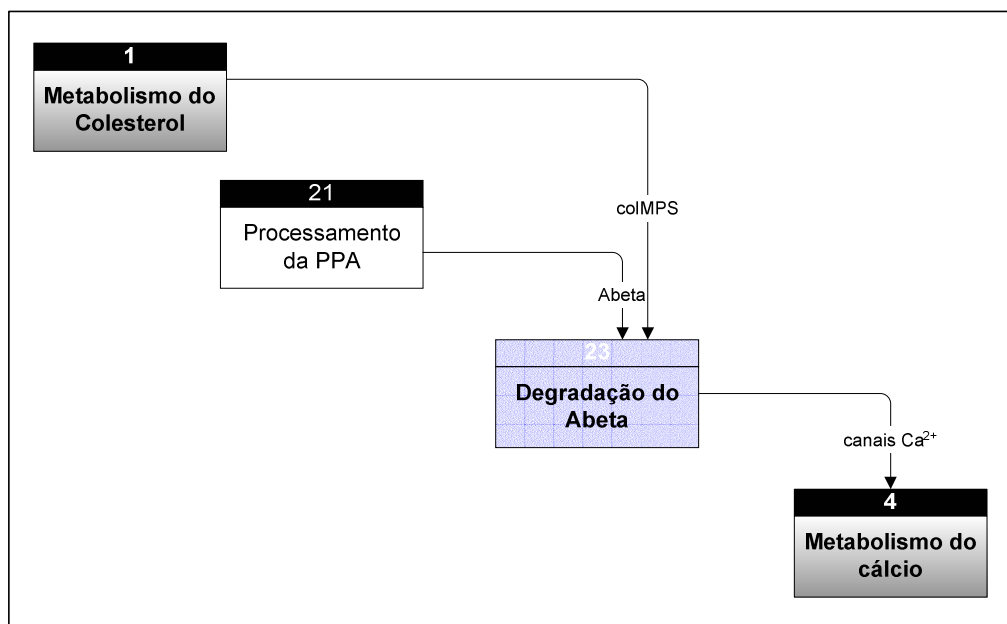 1
Metabolismo do
Colesterol
21
Processamento
da PPA
colMPS
Abeta
23
Degradação do
Abeta
canais Ca²⁺
4
Metabolismo do
cálcio